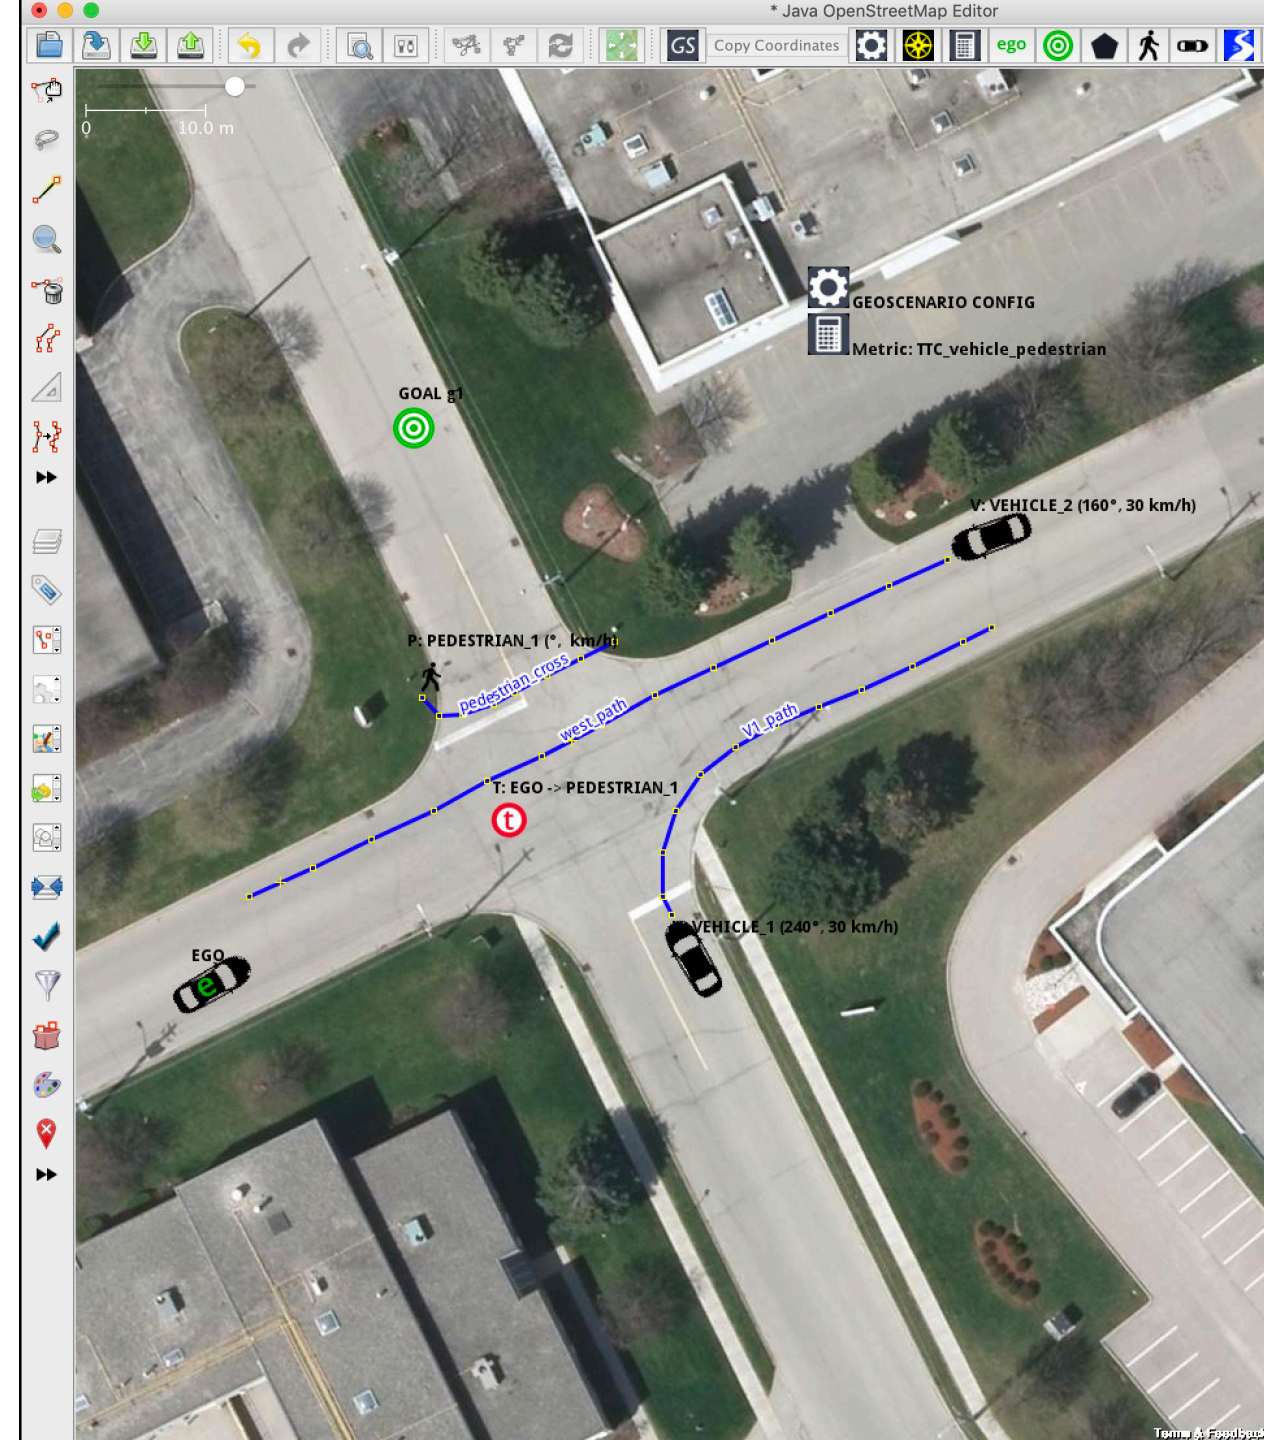 * Java OpenStreetMap Editor
GS
Copy Coordinates
ego
0 10.0 m
GEOSCENARIO CONFIG
Metric: TTC_vehicle_pedestrian
GOAL g1
V: VEHICLE_2 (160°, 30 km/h)
P: PEDESTRIAN_1 (°, km/h)
pedestrian_cross
west_path
V1_path
T: EGO -> PEDESTRIAN_1
t
VEHICLE_1 (240°, 30 km/h)
EGO
e